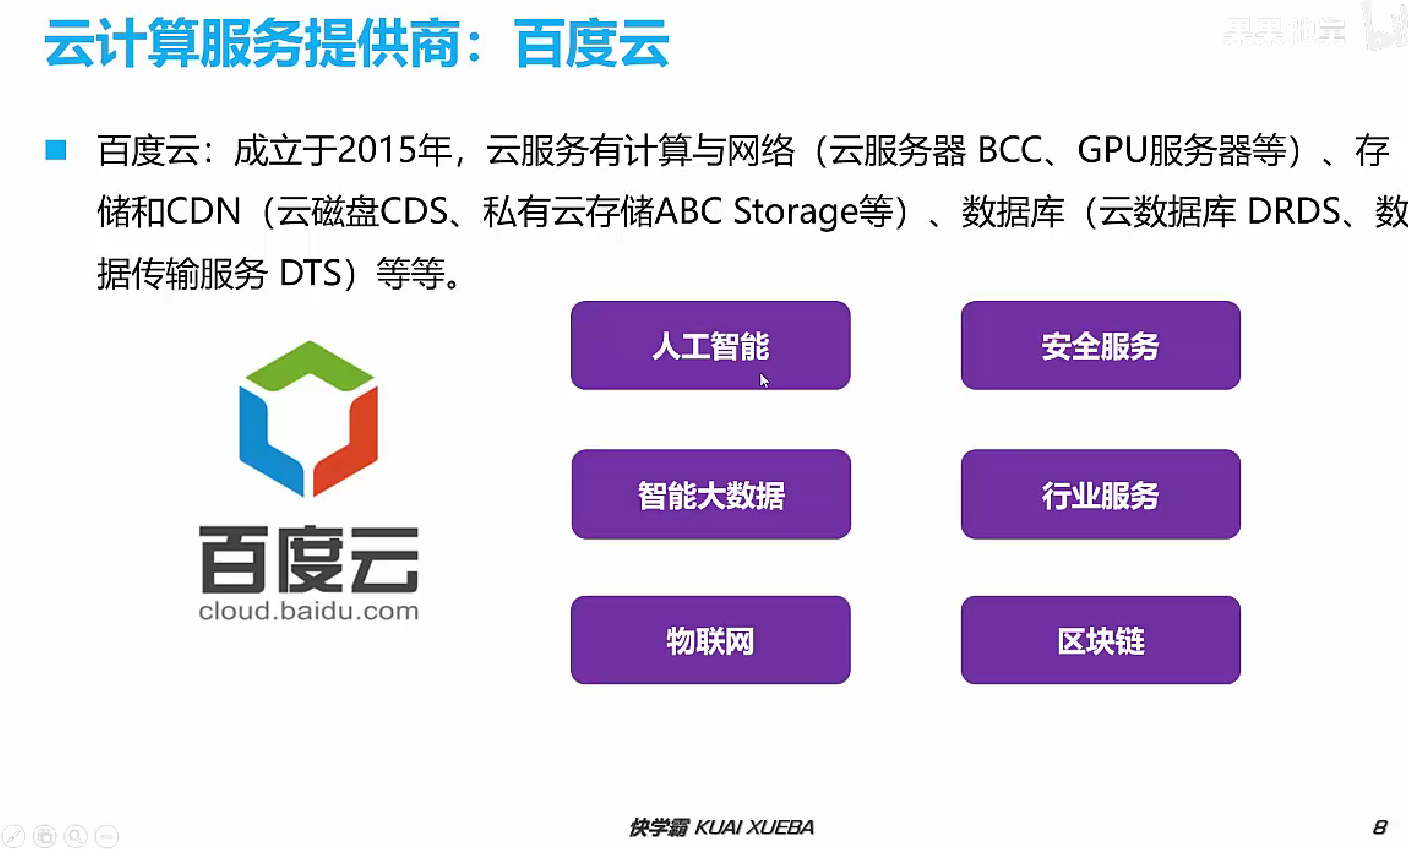 云计算服务提供商：百度云
百度云：成立于2015年，云服务有计算与网络（云服务器 BCC、GPU服务器等）、存
储和CDN（云磁盘CDS、私有云存储ABC Storage等）、数据库（云数据库 DRDS、数
据传输服务 DTS）等等。
人工智能
安全服务
智能大数据
行业服务
物联网
区块链
百度云
cloud.baidu.com
快学霸 KUAI XUEBA
8